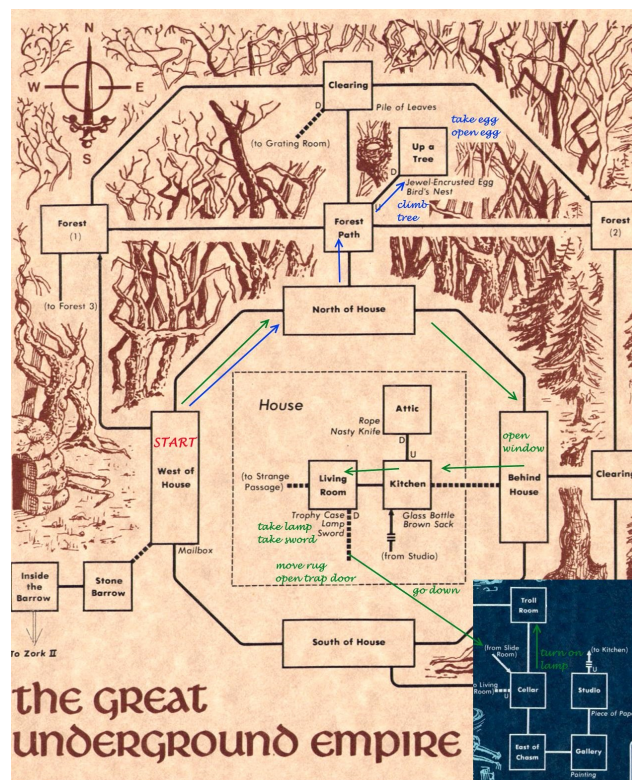 N
W
E
S
Clearing
D
Pile of Leaves
(to Grating Room)
take egg
open egg
Up a
Tree
D
Jewel-Encrusted Egg
Bird's Nest
U
climb
tree
Forest
(1)
Forest
Path
Forest
(2)
(to Forest 3)
North of House
House
Attic
Rope
Nasty Knife
D
U
START
West of
House
open
window
Behind
House
Clearing
(to Strange
Passage)
Living
Room
Kitchen
Trophy Case
Lamp
Sword
D
Glass Bottle
Brown Sack
take lamp
take sword
(from Studio)
Mailbox
move rug
open trap door
go down
Inside
the
Barrow
Stone
Barrow
To Zork II
South of House
Troll
Room
(from Slide
Room)
turn on
lamp
(to Kitchen)
U
o Living
Room)
U
Cellar
Studio
Piece of Pap
East of
Chasm
Gallery
Painting
the great
underground empire